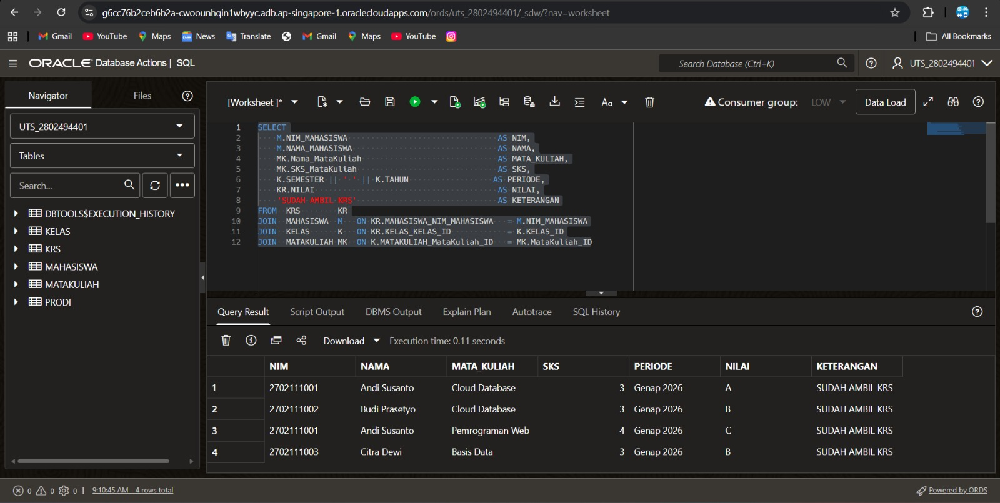 g6cc76b2ceb6b2a-cwoounhqin1wbyyc.adb.ap-singapore-1.oraclecloudapps.com/ords/uts_2802494401/_sdw/?nav=worksheet
Gmail YouTube Maps News Translate Gmail Maps YouTube All Bookmarks
ORACLE Database Actions | SQL Search Database (Ctrl+K) UTS_2802494401
Navigator Files
[Worksheet ]* Aa Consumer group: LOW Data Load
UTS_2802494401
Tables
Search...
DBTOOLS$EXECUTION_HISTORY
KELAS
KRS
MAHASISWA
MATAKULIAH
PRODI
1 SELECT
2 M.NIM_MAHASISWA AS NIM,
3 M.NAMA_MAHASISWA AS NAMA,
4 MK.Nama_MataKuliah AS MATA_KULIAH,
5 MK.SKS_MataKuliah AS SKS,
6 K.SEMESTER || ' ' || K.TAHUN AS PERIODE,
7 KR.NILAI AS NILAI,
8 'SUDAH AMBIL KRS' AS KETERANGAN
9 FROM KRS KR
10 JOIN MAHASISWA M ON KR.MAHASISWA_NIM_MAHASISWA = M.NIM_MAHASISWA
11 JOIN KELAS K ON KR.KELAS_KELAS_ID = K.KELAS_ID
12 JOIN MATAKULIAH MK ON K.MATAKULIAH_MataKuliah_ID = MK.MataKuliah_ID
Query Result Script Output DBMS Output Explain Plan Autotrace SQL History
Download Execution time: 0.11 seconds
NIM NAMA MATA_KULIAH SKS PERIODE NILAI KETERANGAN
1 2702111001 Andi Susanto Cloud Database 3 Genap 2026 A SUDAH AMBIL KRS
2 2702111002 Budi Prasetyo Cloud Database 3 Genap 2026 B SUDAH AMBIL KRS
3 2702111001 Andi Susanto Pemrograman Web 4 Genap 2026 C SUDAH AMBIL KRS
4 2702111003 Citra Dewi Basis Data 3 Genap 2026 B SUDAH AMBIL KRS
0 0 0 | 9:10:45 AM - 4 rows total Powered by ORDS